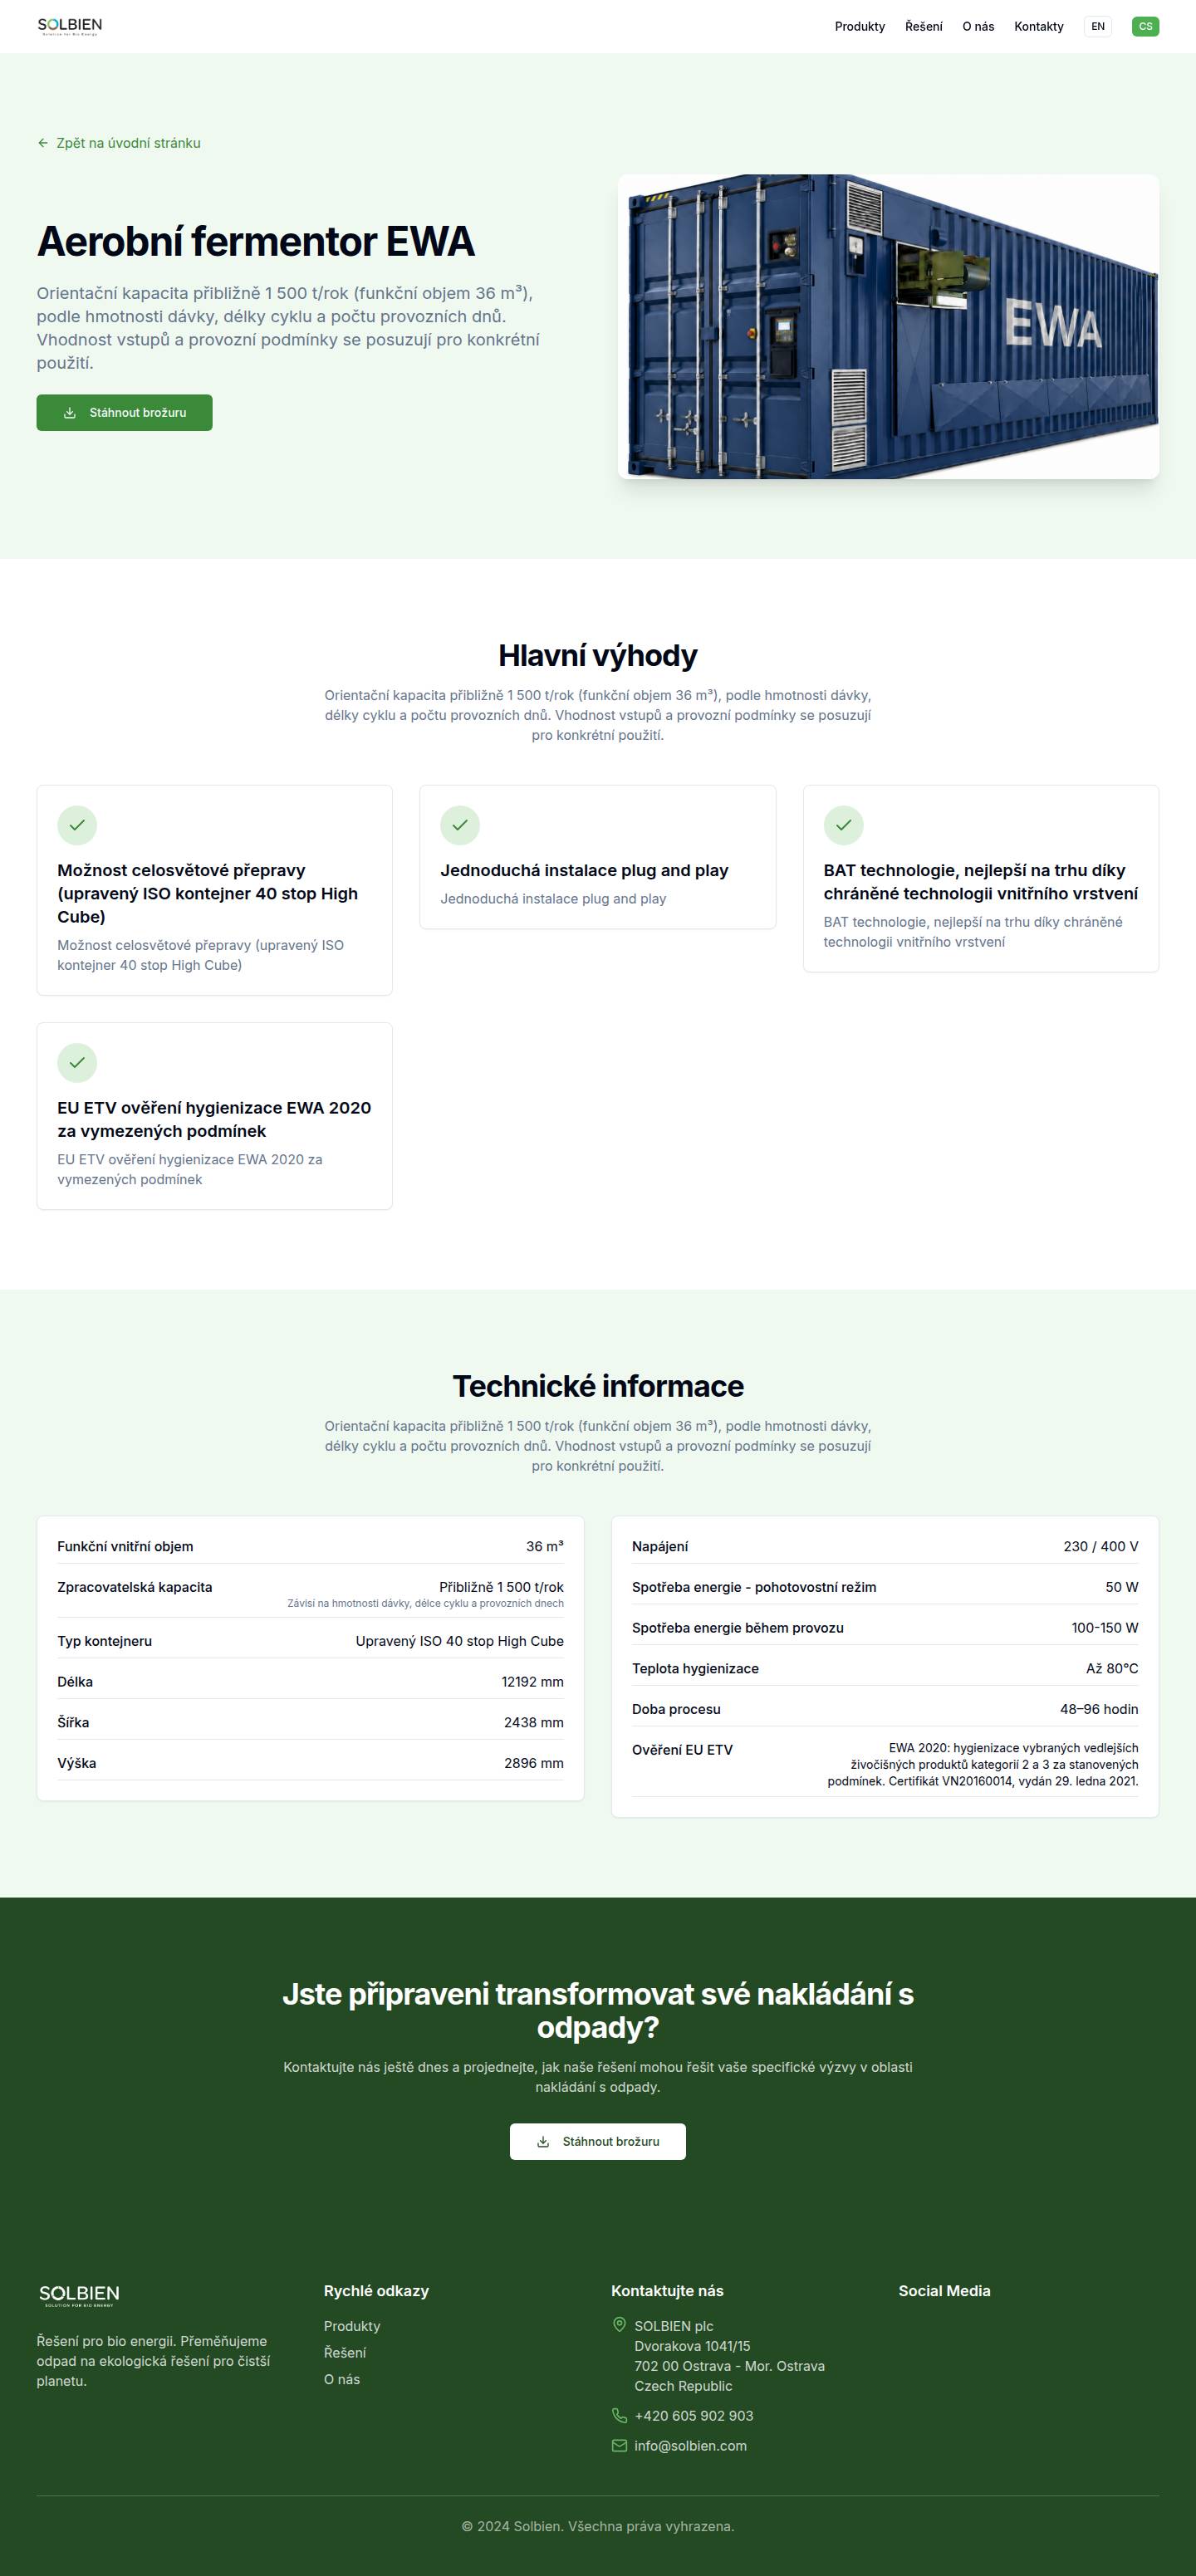 SOLBIEN
Solution for Bio Energy
Produkty
Řešení
O nás
Kontakty
EN
CS
Zpět na úvodní stránku
Aerobní fermentor EWA
Orientační kapacita přibližně 1 500 t/rok (funkční objem 36 m³),
podle hmotnosti dávky, délky cyklu a počtu provozních dnů.
Vhodnost vstupů a provozní podmínky se posuzují pro konkrétní
použití.
Stáhnout brožuru
EWA
Hlavní výhody
Orientační kapacita přibližně 1 500 t/rok (funkční objem 36 m³), podle hmotnosti dávky,
délky cyklu a počtu provozních dnů. Vhodnost vstupů a provozní podmínky se posuzují
pro konkrétní použití.
Možnost celosvětové přepravy
(upravený ISO kontejner 40 stop High
Cube)
Možnost celosvětové přepravy (upravený ISO
kontejner 40 stop High Cube)
Jednoduchá instalace plug and play
Jednoduchá instalace plug and play
BAT technologie, nejlepší na trhu díky
chráněné technologii vnitřního vrstvení
BAT technologie, nejlepší na trhu díky chráněné
technologii vnitřního vrstvení
EU ETV ověření hygienizace EWA 2020
za vymezených podmínek
EU ETV ověření hygienizace EWA 2020 za
vymezených podmínek
Technické informace
Orientační kapacita přibližně 1 500 t/rok (funkční objem 36 m³), podle hmotnosti dávky,
délky cyklu a počtu provozních dnů. Vhodnost vstupů a provozní podmínky se posuzují
pro konkrétní použití.
Funkční vnitřní objem 36 m³
Zpracovatelská kapacita Přibližně 1 500 t/rok
Závisí na hmotnosti dávky, délce cyklu a provozních dnech
Typ kontejneru Upravený ISO 40 stop High Cube
Délka 12192 mm
Šířka 2438 mm
Výška 2896 mm
Napájení 230 / 400 V
Spotřeba energie - pohotovostní režim 50 W
Spotřeba energie během provozu 100-150 W
Teplota hygienizace Až 80°C
Doba procesu 48–96 hodin
Ověření EU ETV EWA 2020: hygienizace vybraných vedlejších
živočišných produktů kategorií 2 a 3 za stanovených
podmínek. Certifikát VN20160014, vydán 29. ledna 2021.
Jste připraveni transformovat své nakládání s
odpady?
Kontaktujte nás ještě dnes a projednejte, jak naše řešení mohou řešit vaše specifické výzvy v oblasti
nakládání s odpady.
Stáhnout brožuru
SOLBIEN
SOLUTION FOR BIO ENERGY
Řešení pro bio energii. Přeměňujeme
odpad na ekologická řešení pro čistší
planetu.
Rychlé odkazy
Produkty
Řešení
O nás
Kontaktujte nás
SOLBIEN plc
Dvorakova 1041/15
702 00 Ostrava - Mor. Ostrava
Czech Republic
+420 605 902 903
info@solbien.com
Social Media
© 2024 Solbien. Všechna práva vyhrazena.